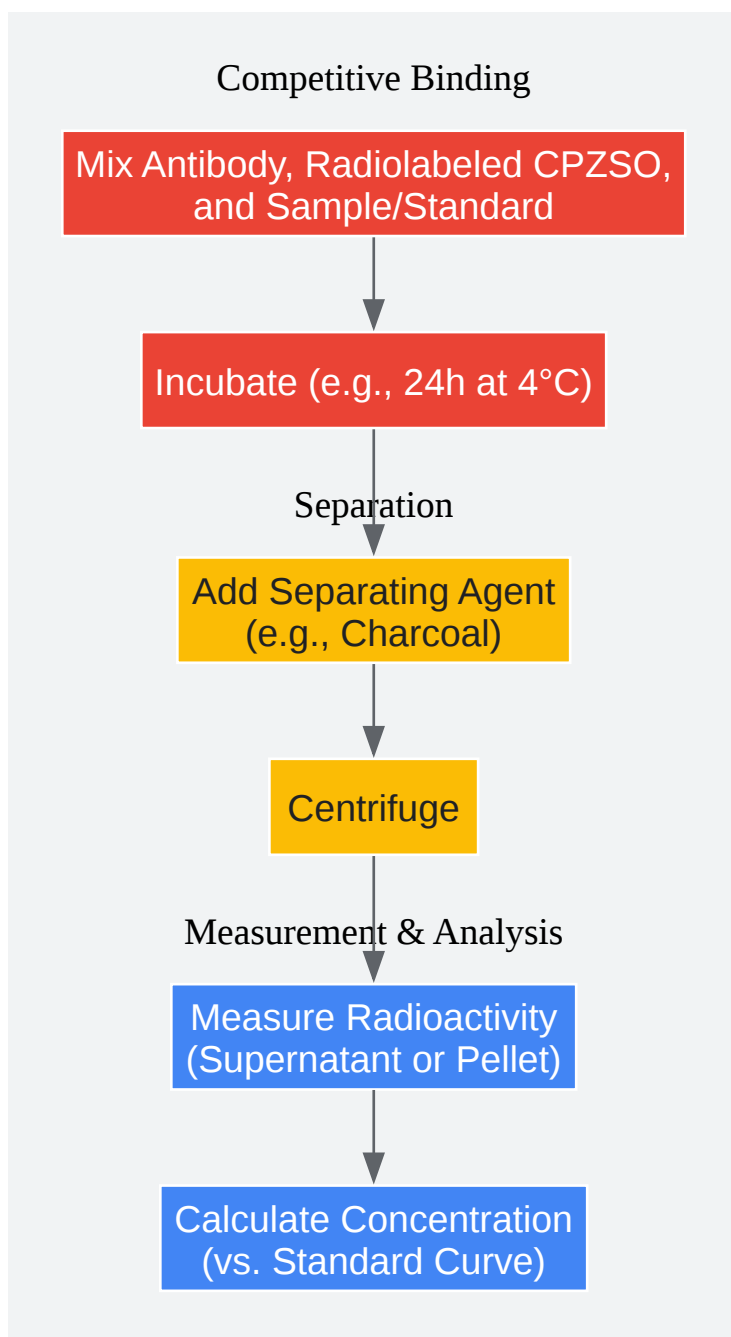 Competitive Binding
Mix Antibody, Radiolabeled CPZSO,
and Sample/Standard
Incubate (e.g., 24h at 4°C)
Separation
Add Separating Agent
(e.g., Charcoal)
Centrifuge
Measurement & Analysis
Measure Radioactivity
(Supernatant or Pellet)
Calculate Concentration
(vs. Standard Curve)